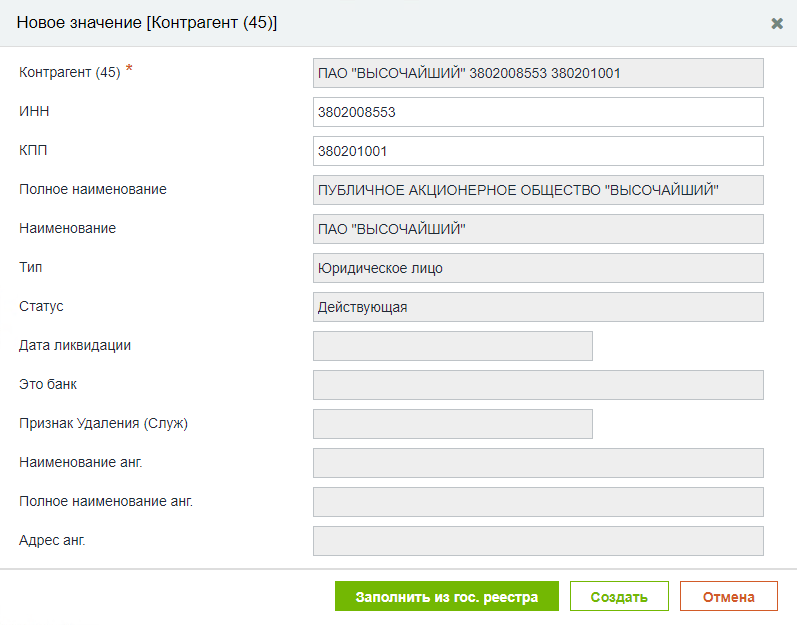 Новое значение [Контрагент (45)]
Контрагент (45) * ПАО "ВЫСОЧАЙШИЙ" 3802008553 380201001
ИНН 3802008553
КПП 380201001
Полное наименование ПУБЛИЧНОЕ АКЦИОНЕРНОЕ ОБЩЕСТВО "ВЫСОЧАЙШИЙ"
Наименование ПАО "ВЫСОЧАЙШИЙ"
Тип Юридическое лицо
Статус Действующая
Дата ликвидации
Это банк
Признак Удаления (Служ)
Наименование анг.
Полное наименование анг.
Адрес анг.
Заполнить из гос. реестра Создать Отмена